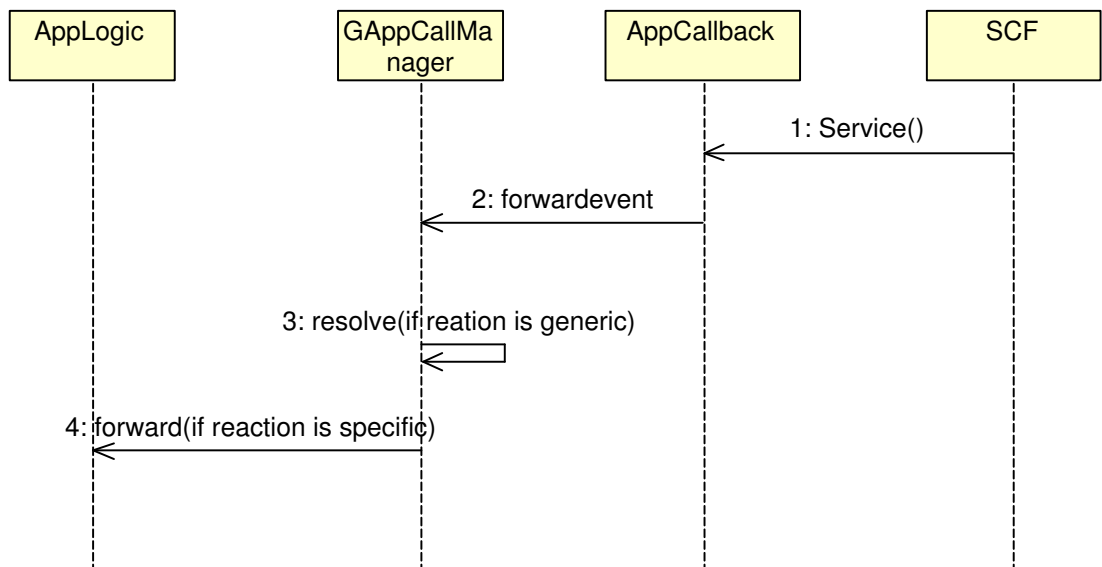 AppLogic
GAppCallMa
nager
AppCallback
SCF
1: Service()
2: forwardevent
3: resolve(if reation is generic)
4: forward(if reaction is specific)